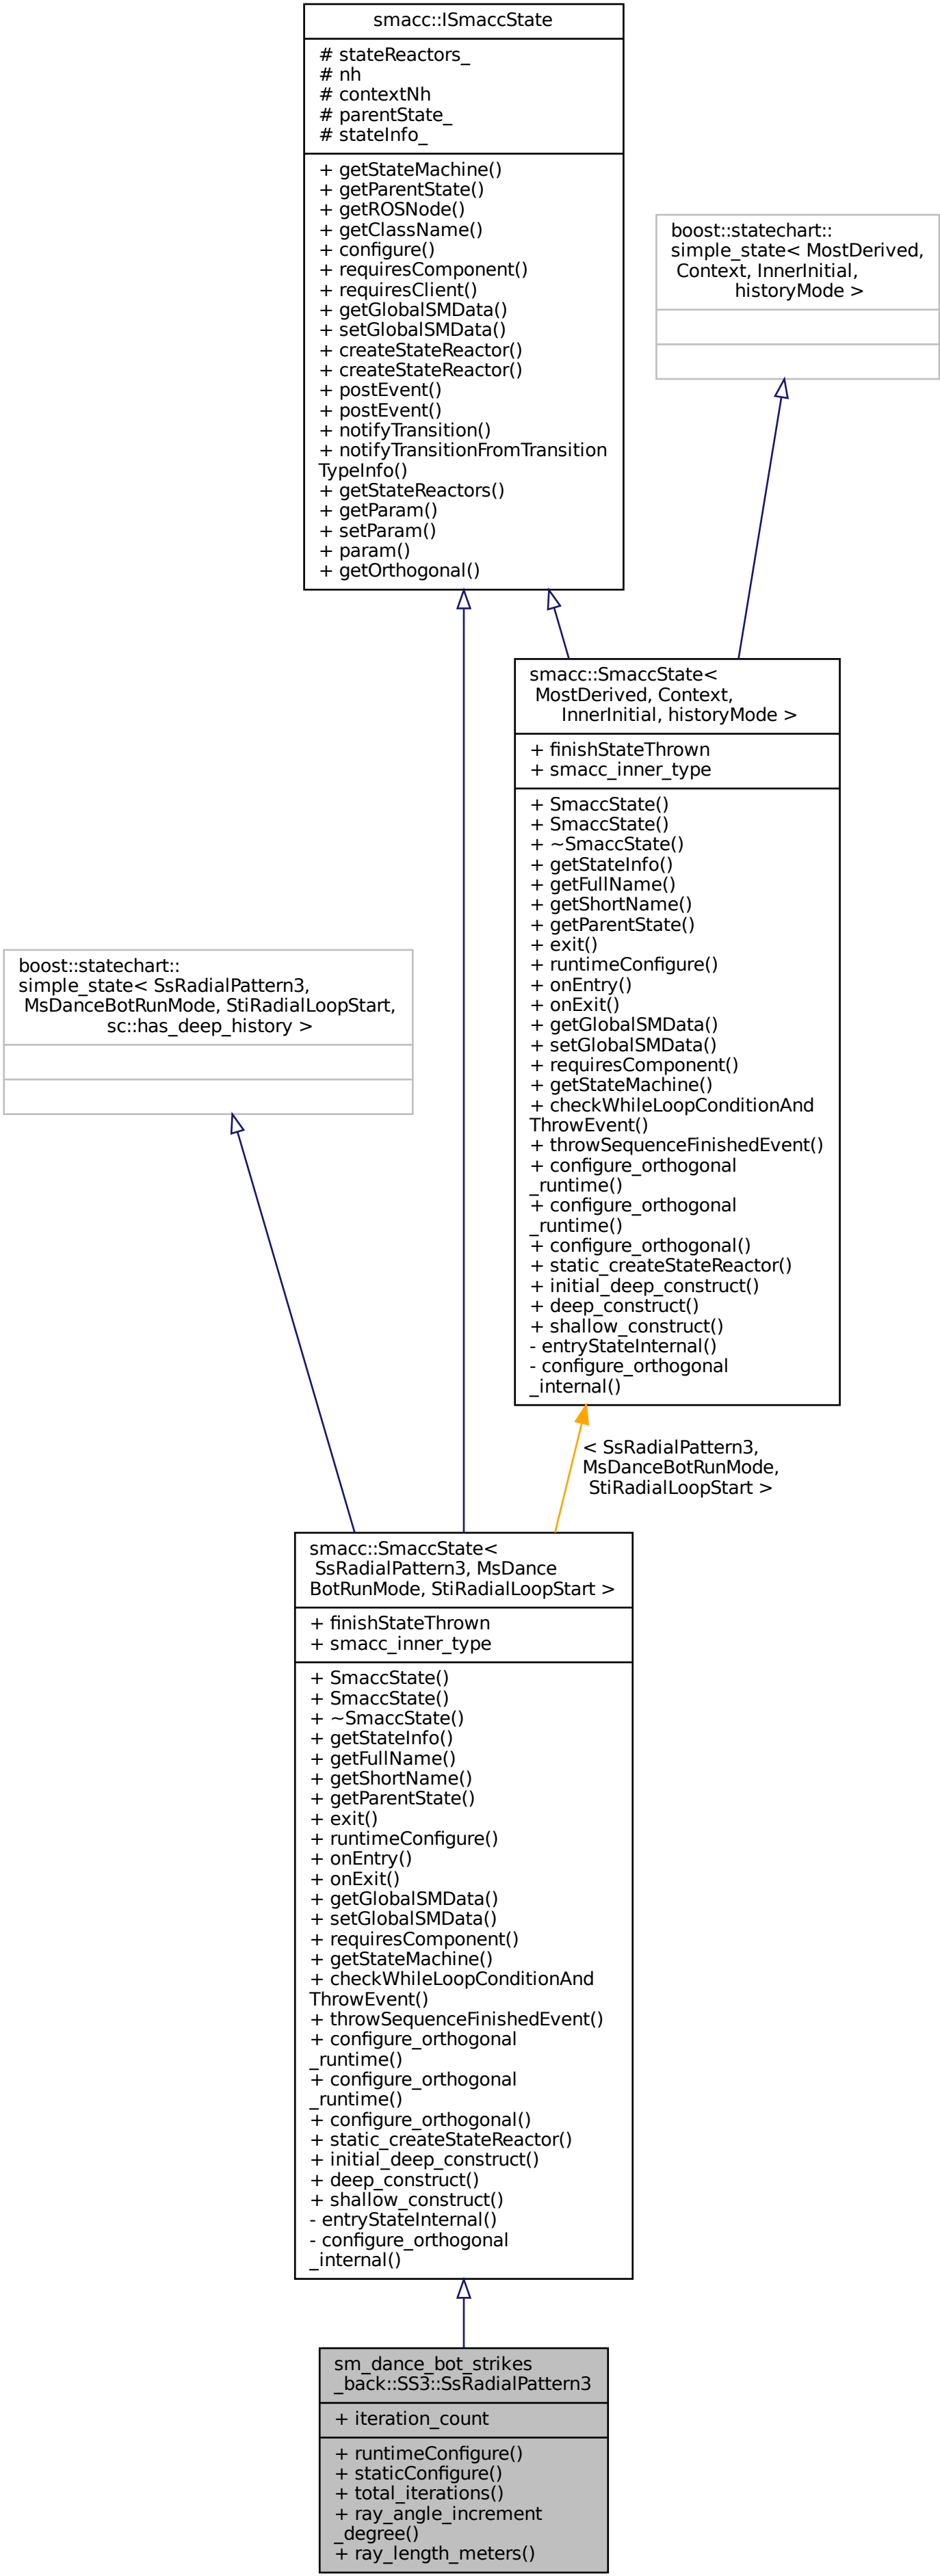 smacc::ISmaccState
# stateReactors_
# nh
# contextNh
# parentState_
# stateInfo_
+ getStateMachine()
+ getParentState()
+ getROSNode()
+ getClassName()
+ configure()
+ requiresComponent()
+ requiresClient()
+ getGlobalSMData()
+ setGlobalSMData()
+ createStateReactor()
+ createStateReactor()
+ postEvent()
+ postEvent()
+ notifyTransition()
+ notifyTransitionFromTransition
TypeInfo()
+ getStateReactors()
+ getParam()
+ setParam()
+ param()
+ getOrthogonal()
boost::statechart::
simple_state< MostDerived,
Context, InnerInitial,
historyMode >
smacc::SmaccState<
MostDerived, Context,
InnerInitial, historyMode >
+ finishStateThrown
+ smacc_inner_type
+ SmaccState()
+ SmaccState()
+ ~SmaccState()
+ getStateInfo()
+ getFullName()
+ getShortName()
+ getParentState()
+ exit()
+ runtimeConfigure()
+ onEntry()
+ onExit()
+ getGlobalSMData()
+ setGlobalSMData()
+ requiresComponent()
+ getStateMachine()
+ checkWhileLoopConditionAnd
ThrowEvent()
+ throwSequenceFinishedEvent()
+ configure_orthogonal
_runtime()
+ configure_orthogonal
_runtime()
+ configure_orthogonal()
+ static_createStateReactor()
+ initial_deep_construct()
+ deep_construct()
+ shallow_construct()
- entryStateInternal()
- configure_orthogonal
_internal()
boost::statechart::
simple_state< SsRadialPattern3,
MsDanceBotRunMode, StiRadialLoopStart,
sc::has_deep_history >
< SsRadialPattern3,
MsDanceBotRunMode,
StiRadialLoopStart >
smacc::SmaccState<
SsRadialPattern3, MsDance
BotRunMode, StiRadialLoopStart >
+ finishStateThrown
+ smacc_inner_type
+ SmaccState()
+ SmaccState()
+ ~SmaccState()
+ getStateInfo()
+ getFullName()
+ getShortName()
+ getParentState()
+ exit()
+ runtimeConfigure()
+ onEntry()
+ onExit()
+ getGlobalSMData()
+ setGlobalSMData()
+ requiresComponent()
+ getStateMachine()
+ checkWhileLoopConditionAnd
ThrowEvent()
+ throwSequenceFinishedEvent()
+ configure_orthogonal
_runtime()
+ configure_orthogonal
_runtime()
+ configure_orthogonal()
+ static_createStateReactor()
+ initial_deep_construct()
+ deep_construct()
+ shallow_construct()
- entryStateInternal()
- configure_orthogonal
_internal()
sm_dance_bot_strikes
_back::SS3::SsRadialPattern3
+ iteration_count
+ runtimeConfigure()
+ staticConfigure()
+ total_iterations()
+ ray_angle_increment
_degree()
+ ray_length_meters()